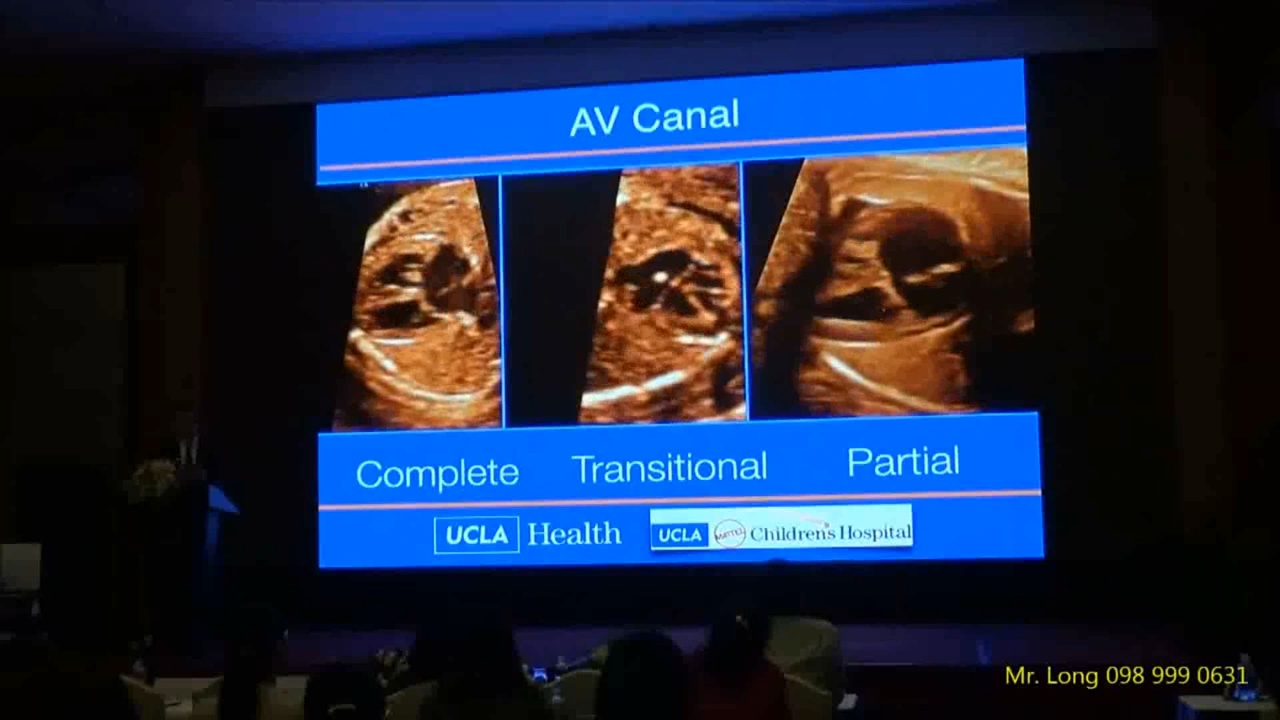 AV Canal
Complete Transitional Partial
UCLA Health UCLA MATTEL Children's Hospital
Mr. Long 098 999 0631